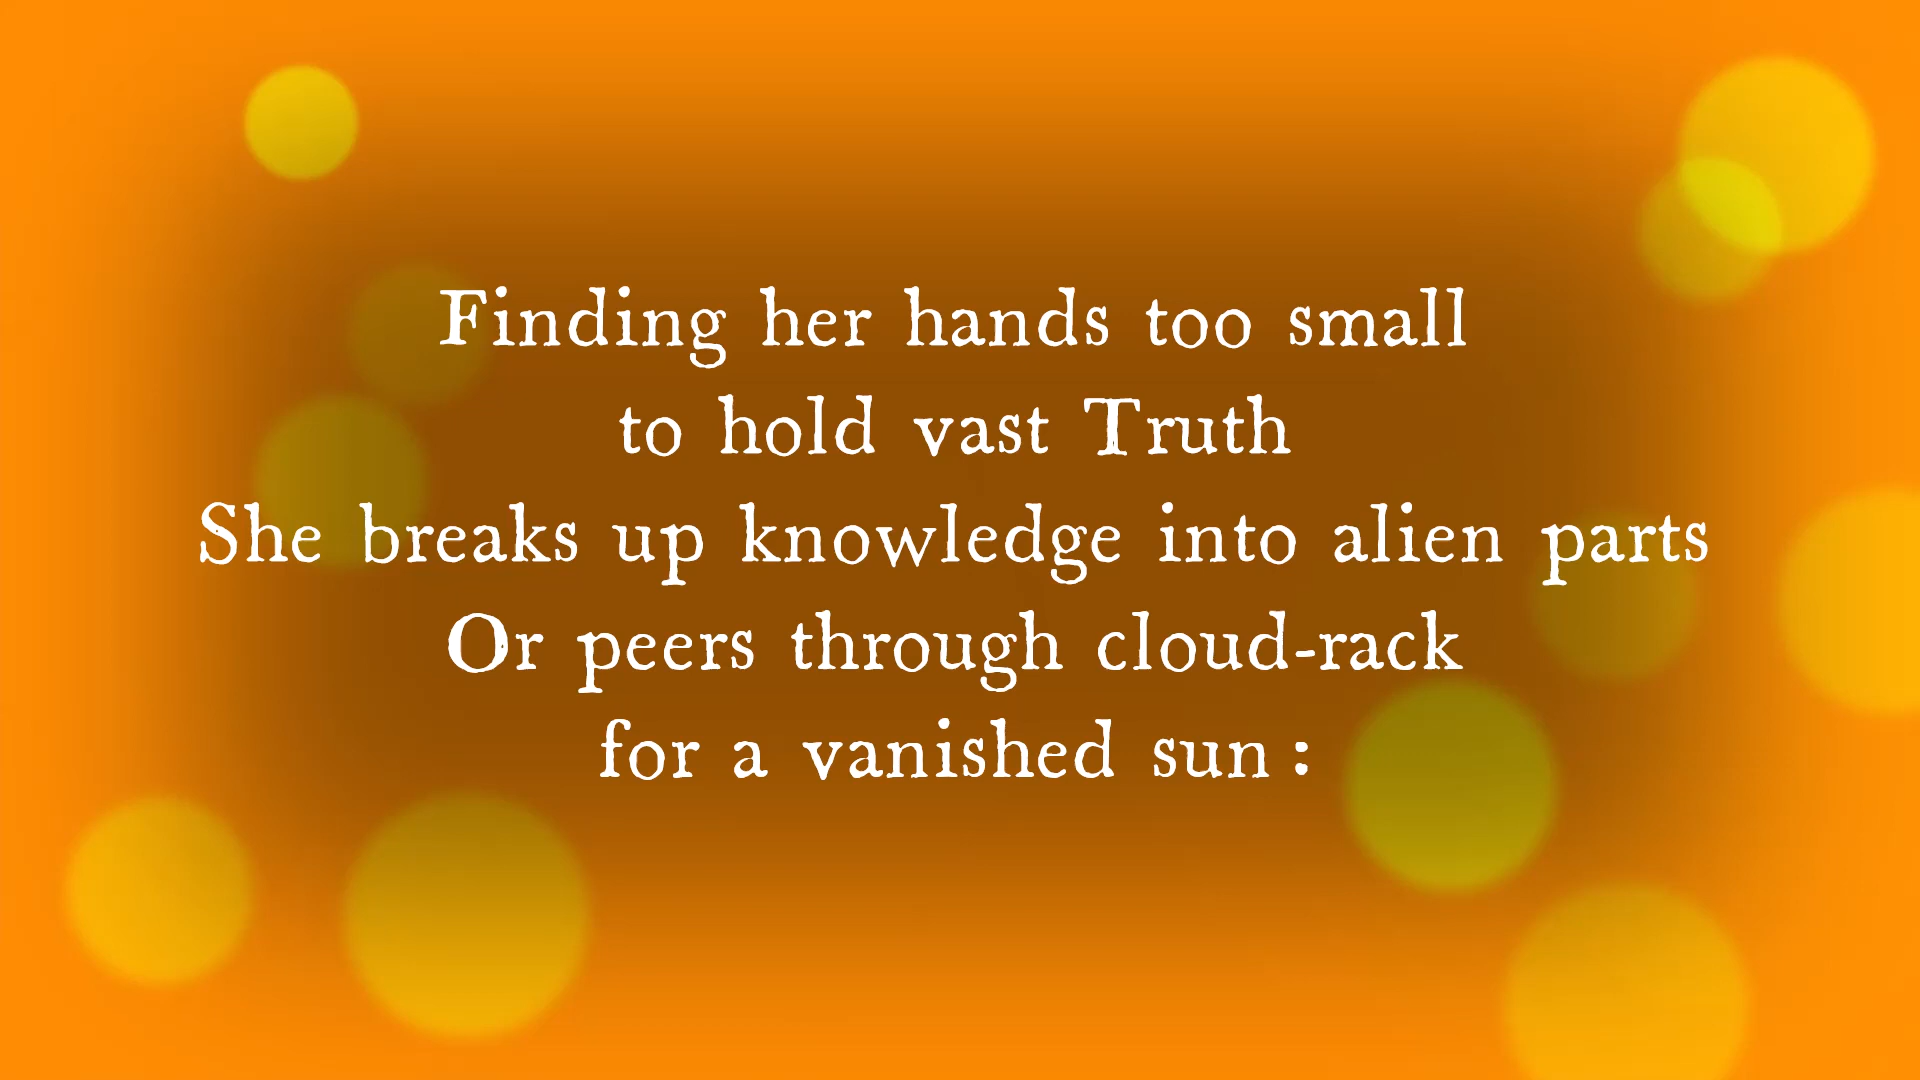 Finding her hands too small
to hold vast Truth
She breaks up knowledge into alien parts
Or peers through cloud-rack
for a vanished sun :